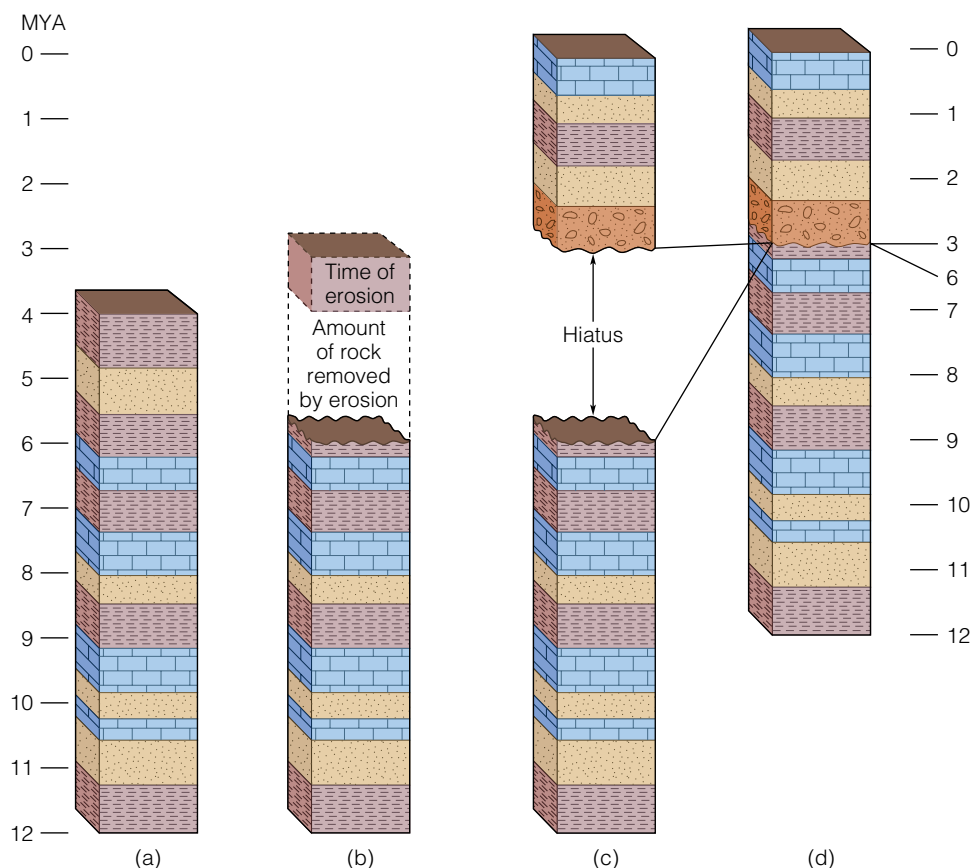 MYA
0
1
2
3
4
5
6
7
8
9
10
11
12
Time of
erosion
Amount
of rock
removed
by erosion
Hiatus
0
1
2
3
6
7
8
9
10
11
12
(a)
(b)
(c)
(d)